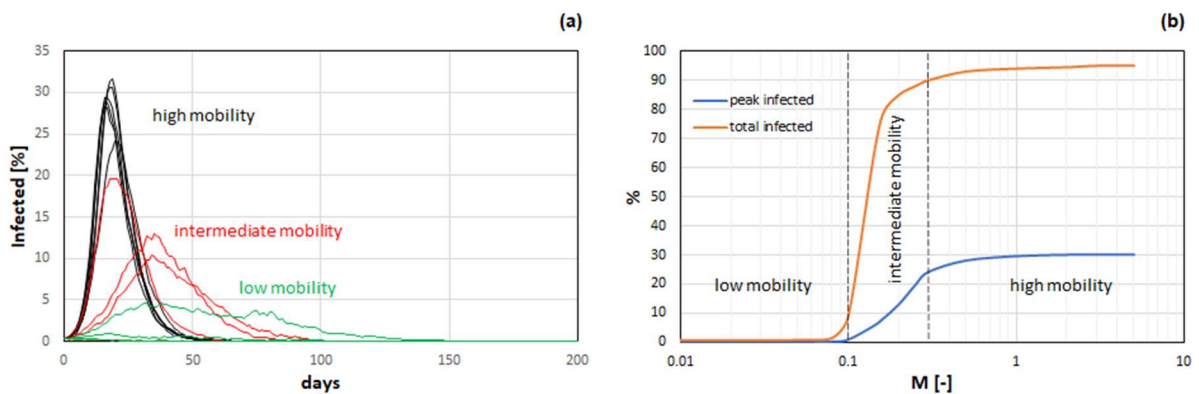 (a)
35
30
25
20
15
10
5
0
Infected [%]
high mobility
intermediate mobility
low mobility
0 50 100 150 200
days
(b)
100
90
80
70
60
50
40
30
20
10
0
%
peak infected
total infected
low mobility
intermediate mobility
high mobility
0.01 0.1 1 10
M [-]